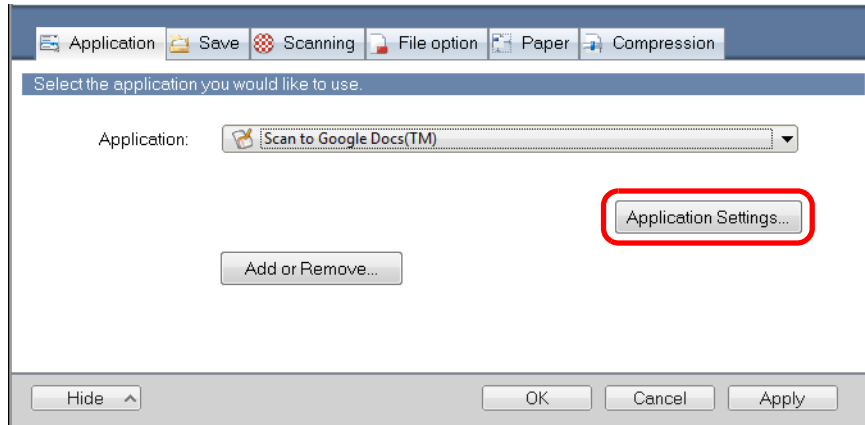 Application Save Scanning File option Paper Compression
Select the application you would like to use.
Application: Scan to Google Docs(TM)
Application Settings...
Add or Remove...
Hide OK Cancel Apply